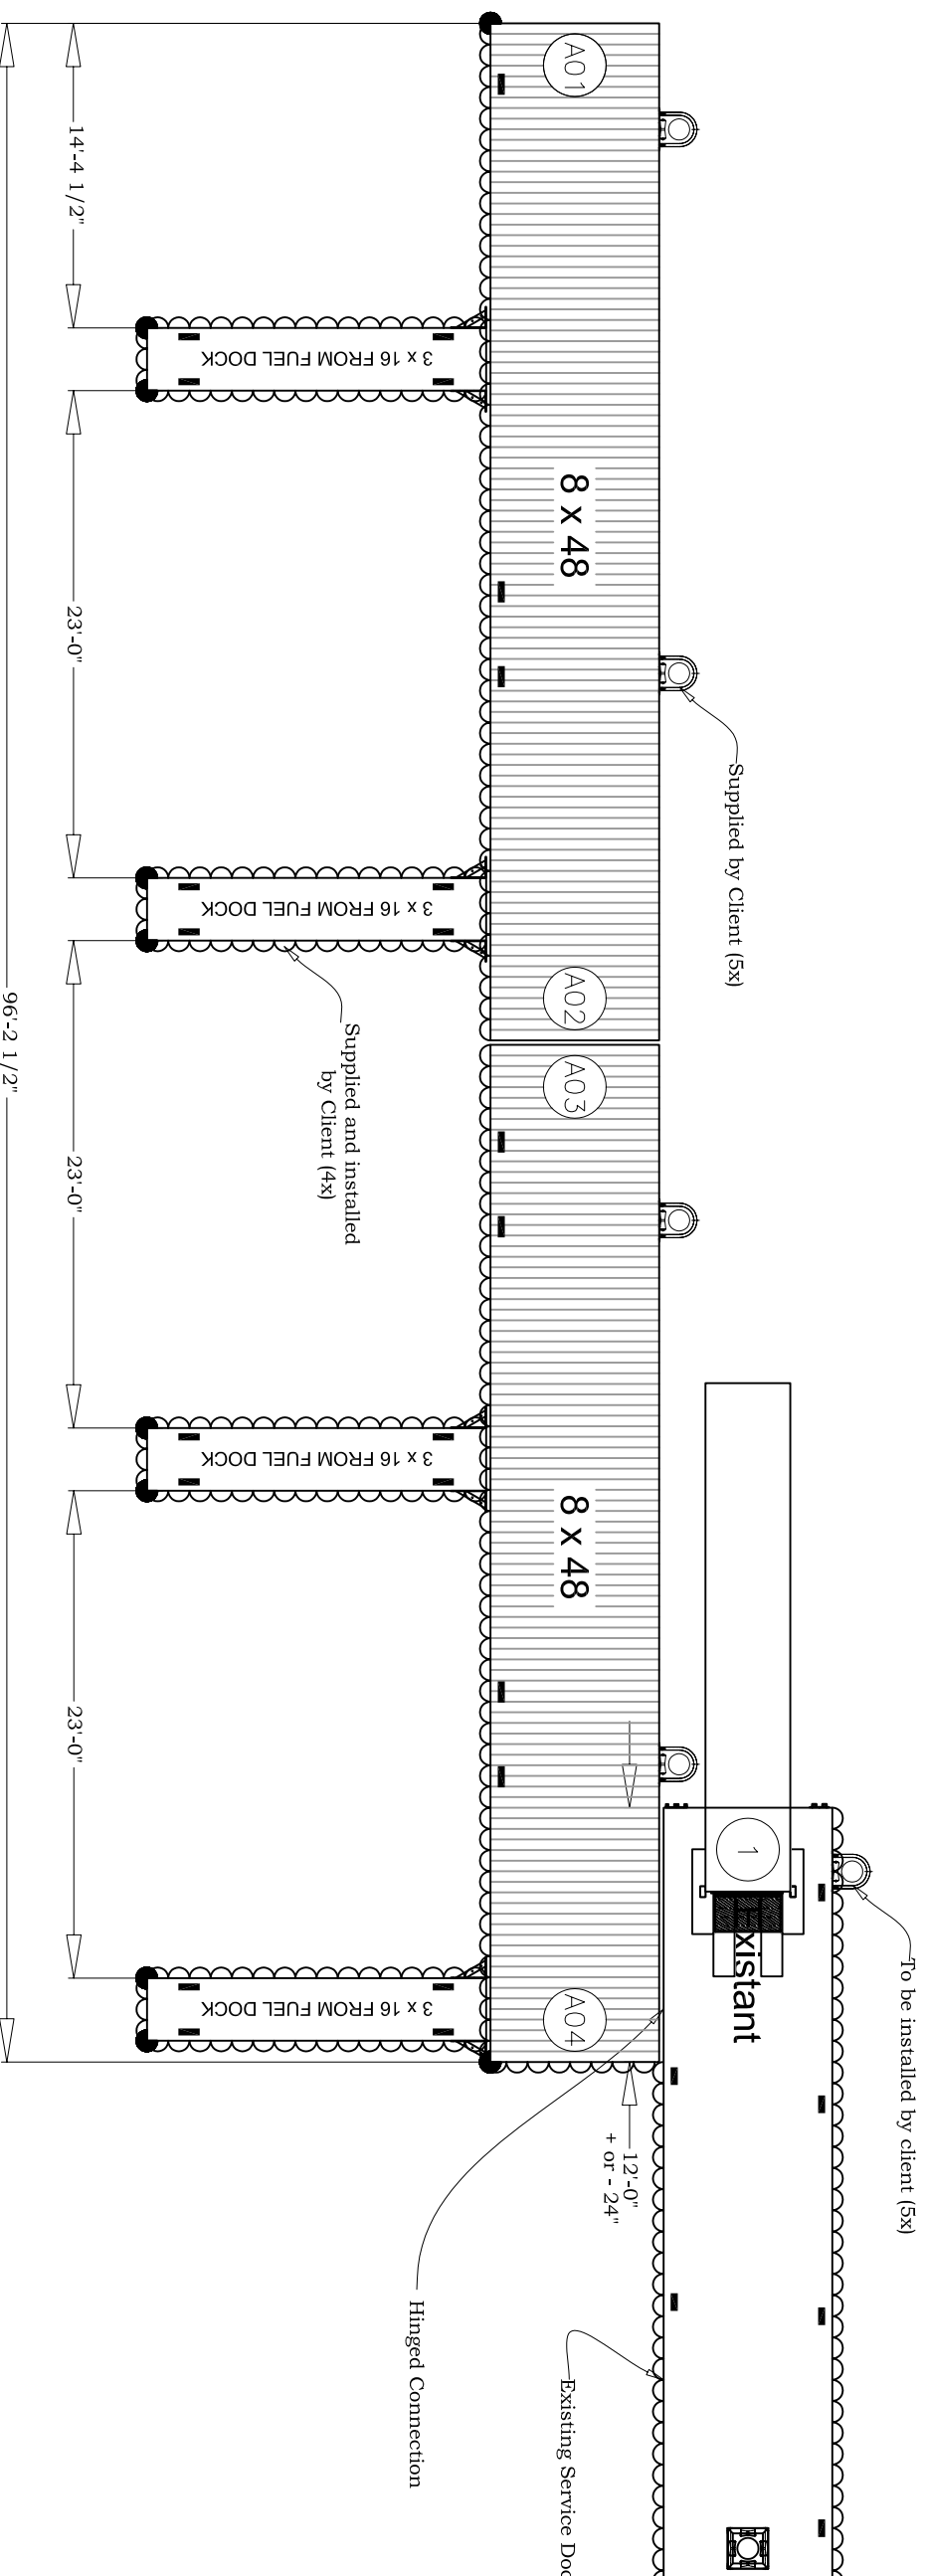 To be installed by client (5x)
Supplied by Client (5x)
1
Existant
A01
8 x 48
A02
A03
8 x 48
A04
12'-0"
+ or - 24"
Existing Service
Hinged Connection
3 x 16 FROM FUEL DOCK
3 x 16 FROM FUEL DOCK
3 x 16 FROM FUEL DOCK
3 x 16 FROM FUEL DOCK
Supplied and installed
by Client (4x)
14'-4 1/2"
23'-0"
23'-0"
23'-0"
96'-2 1/2"